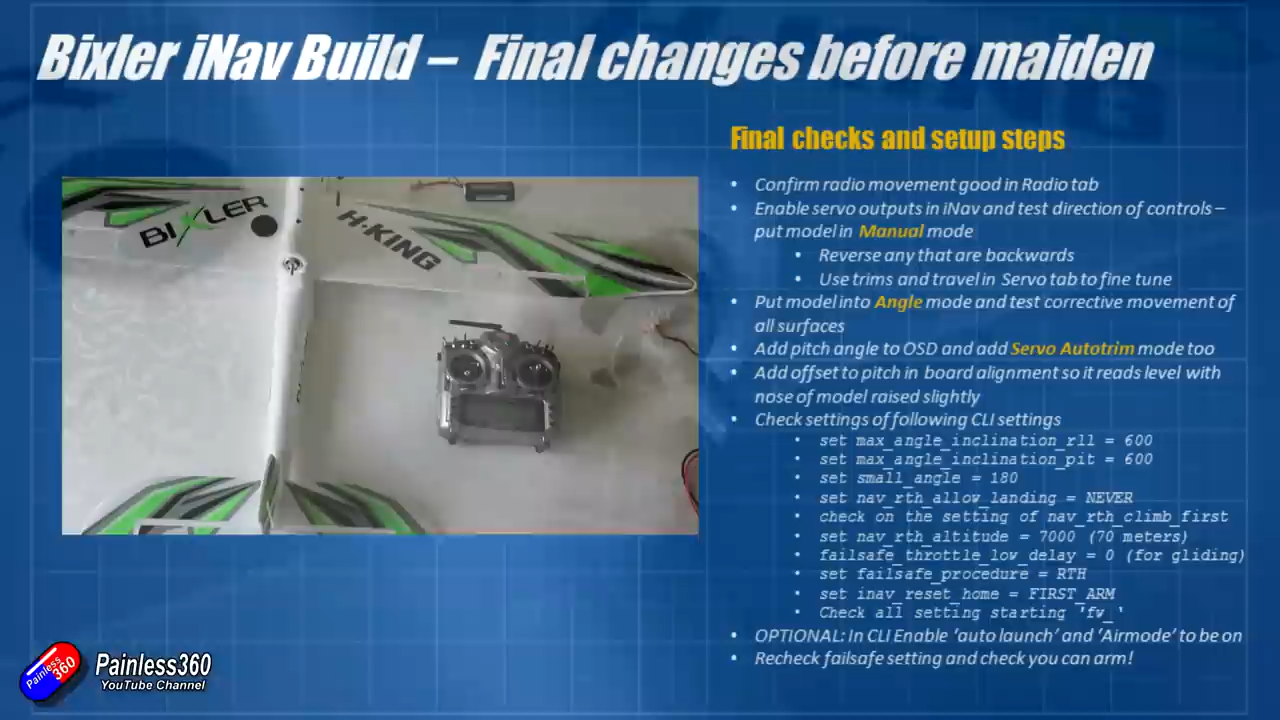 Bixler iNav Build – Final changes before maiden
Final checks and setup steps
• Confirm radio movement good in Radio tab
• Enable servo outputs in iNav and test direction of controls –
put model in Manual mode
• Reverse any that are backwards
• Use trims and travel in Servo tab to fine tune
• Put model into Angle mode and test corrective movement of
all surfaces
• Add pitch angle to OSD and add Servo Autotrim mode too
• Add offset to pitch in board alignment so it reads level with
nose of model raised slightly
• Check settings of following CLI settings
• set max_angle_inclination_rll = 600
• set max_angle_inclination_pit = 600
• set small_angle = 180
• set nav_rth_allow_landing = NEVER
• check on the setting of nav_rth_climb_first
• set nav_rth_altitude = 7000 (70 meters)
• failsafe_throttle_low_delay = 0 (for gliding)
• set failsafe_procedure = RTH
• set inav_reset_home = FIRST_ARM
• Check all setting starting 'fw_'
• OPTIONAL: In CLI Enable 'auto launch' and 'Airmode' to be on
• Recheck failsafe setting and check you can arm!
BIXLER
H·KING
Painless
360
Painless360
YouTube Channel